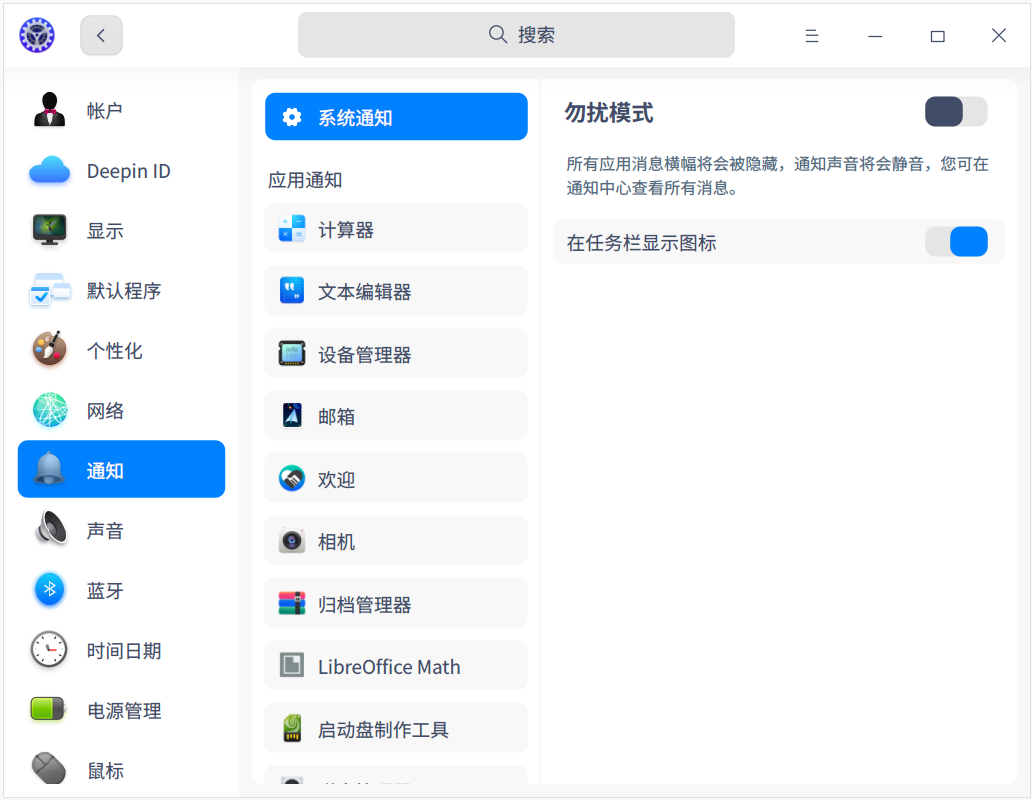 搜索
帐户
Deepin ID
显示
默认程序
个性化
网络
通知
声音
蓝牙
时间日期
电源管理
鼠标
系统通知
应用通知
计算器
文本编辑器
设备管理器
邮箱
欢迎
相机
归档管理器
LibreOffice Math
启动盘制作工具
勿扰模式
所有应用消息横幅将会被隐藏，通知声音将会静音，您可在
通知中心查看所有消息。
在任务栏显示图标